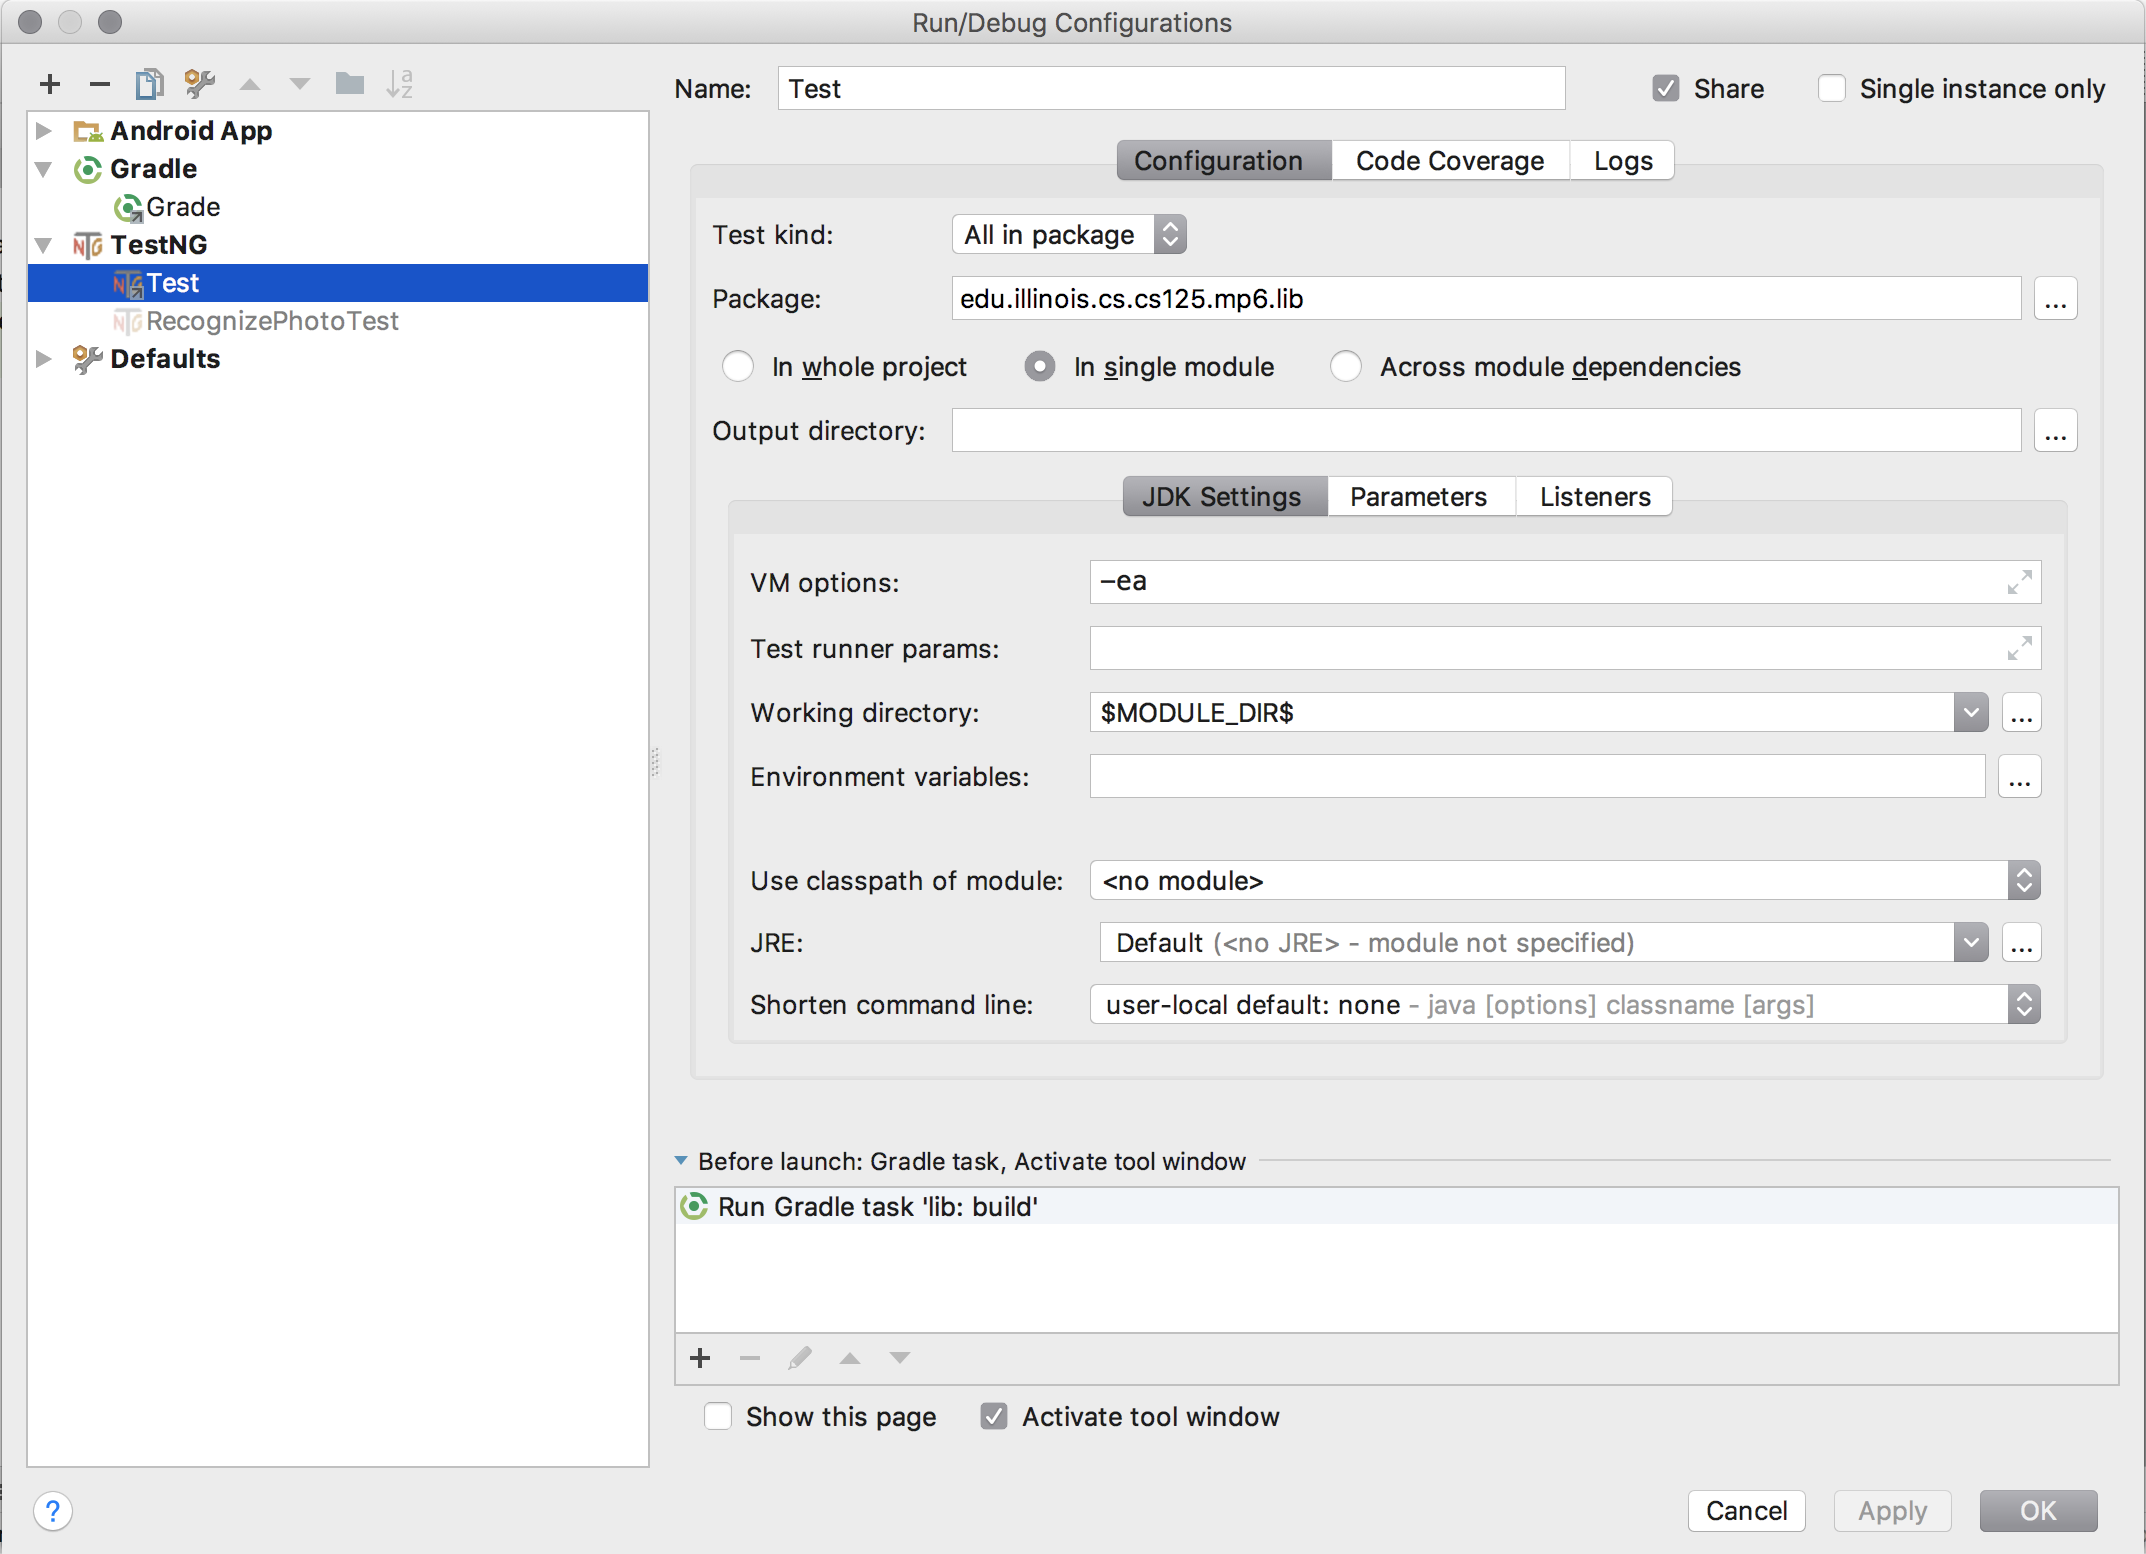 Run/Debug Configurations
Name: Test Share Single instance only
Android App
Gradle
Grade
TestNG
Test
RecognizePhotoTest
Defaults
Configuration Code Coverage Logs
Test kind: All in package
Package: edu.illinois.cs.cs125.mp6.lib ...
In whole project In single module Across module dependencies
Output directory: ...
JDK Settings Parameters Listeners
VM options: -ea
Test runner params:
Working directory: $MODULE_DIR$ ...
Environment variables: ...
Use classpath of module: <no module>
JRE: Default (<no JRE> - module not specified) ...
Shorten command line: user-local default: none - java [options] classname [args]
Before launch: Gradle task, Activate tool window
Run Gradle task 'lib: build'
Show this page Activate tool window
? Cancel Apply OK